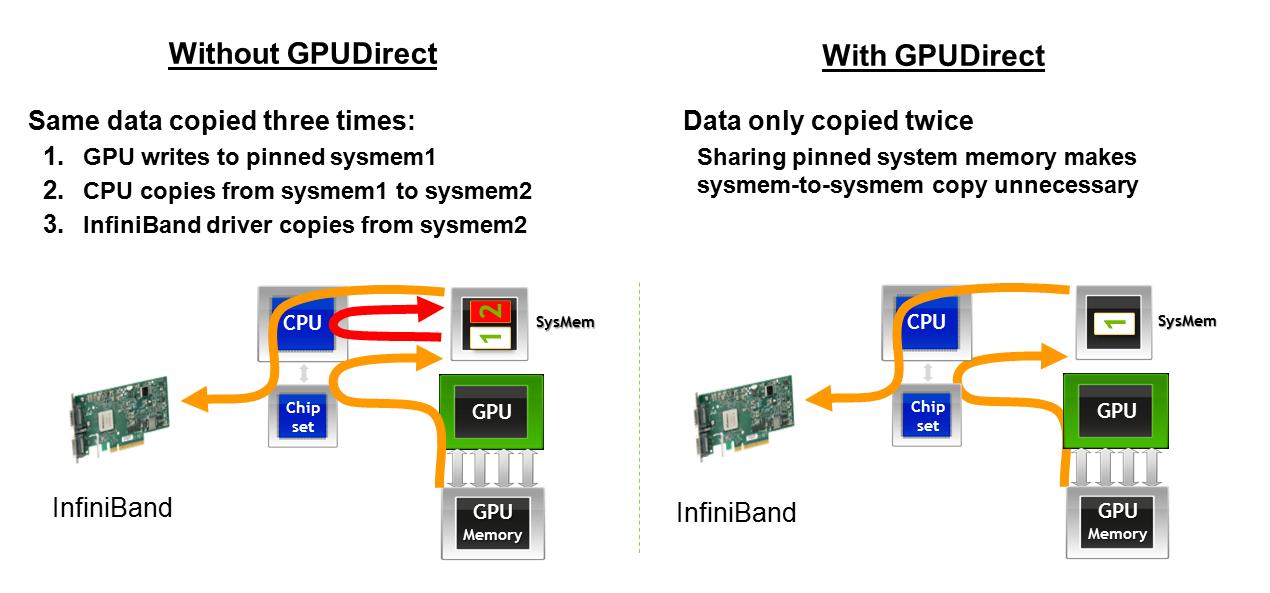 Without GPUDirect
Same data copied three times:
1. GPU writes to pinned sysmem1
2. CPU copies from sysmem1 to sysmem2
3. InfiniBand driver copies from sysmem2
CPU
2
1
SysMem
Chip
set
GPU
GPU
Memory
InfiniBand
With GPUDirect
Data only copied twice
Sharing pinned system memory makes
sysmem-to-sysmem copy unnecessary
CPU
1
SysMem
Chip
set
GPU
GPU
Memory
InfiniBand